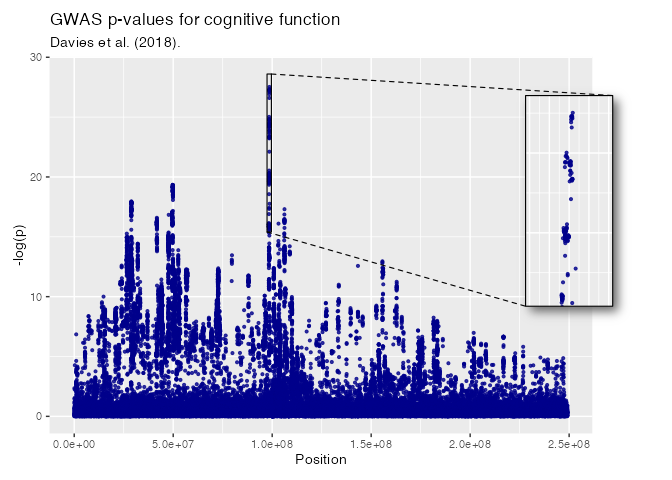 GWAS p-values for cognitive function
Davies et al. (2018).
30
20
10
0
-log(p)
0.0e+00 5.0e+07 1.0e+08 1.5e+08 2.0e+08 2.5e+08
Position